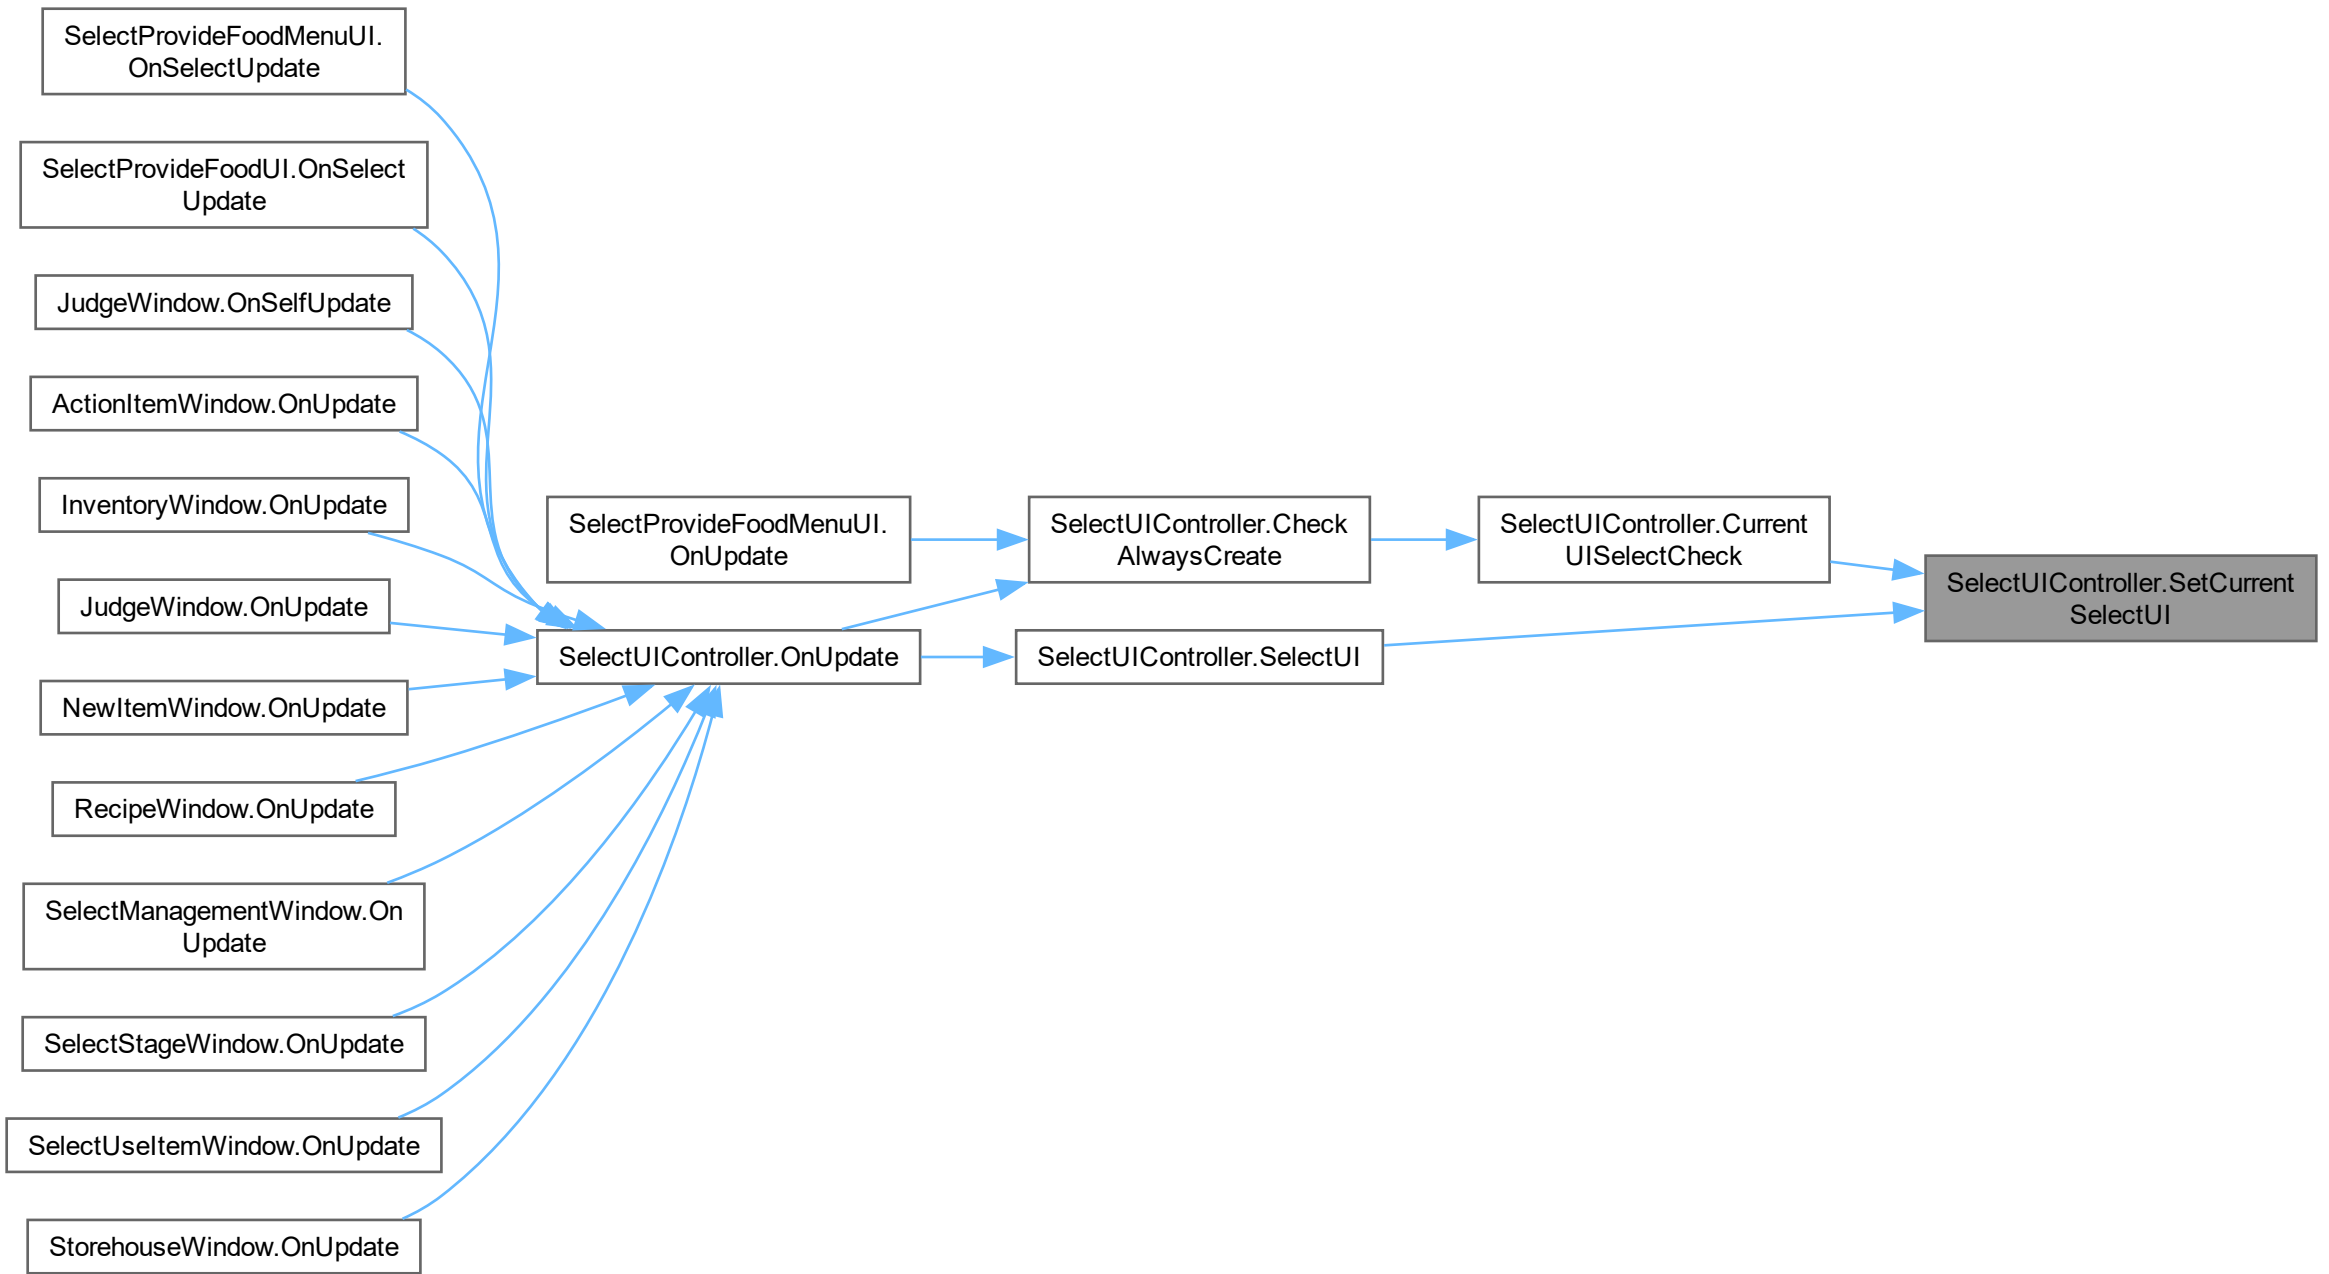 SelectProvideFoodMenuUI.
OnSelectUpdate
SelectProvideFoodUI.OnSelect
Update
JudgeWindow.OnSelfUpdate
ActionItemWindow.OnUpdate
InventoryWindow.OnUpdate
JudgeWindow.OnUpdate
NewItemWindow.OnUpdate
RecipeWindow.OnUpdate
SelectManagementWindow.On
Update
SelectStageWindow.OnUpdate
SelectUseItemWindow.OnUpdate
StorehouseWindow.OnUpdate
SelectProvideFoodMenuUI.
OnUpdate
SelectUIController.OnUpdate
SelectUIController.Check
AlwaysCreate
SelectUIController.SelectUI
SelectUIController.Current
UISelectCheck
SelectUIController.SetCurrent
SelectUI